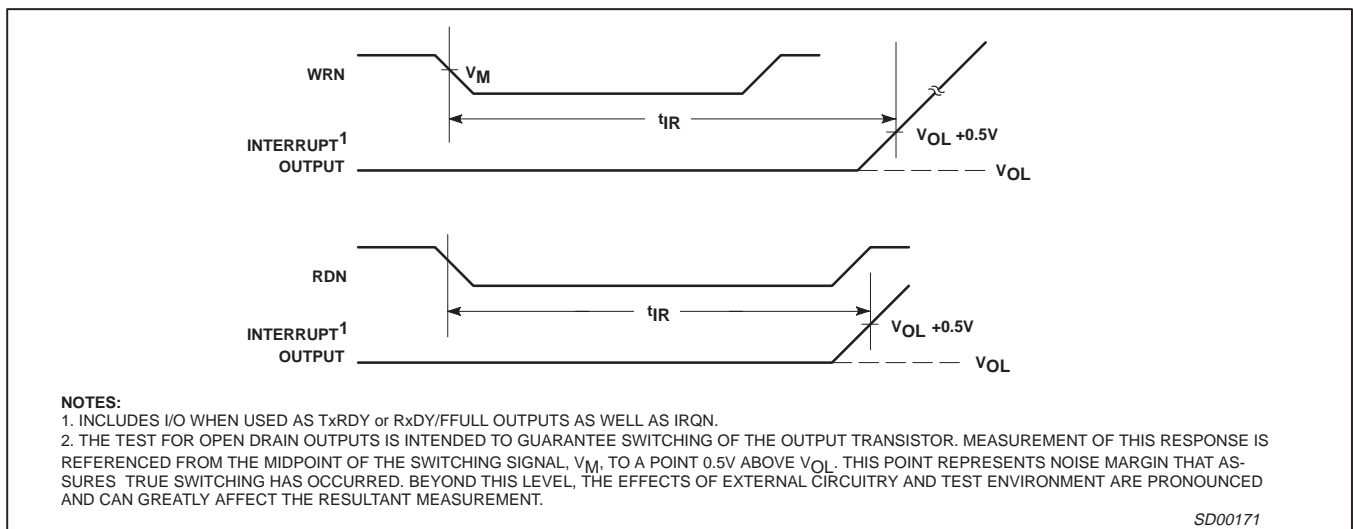 WRN
VM
tIR
INTERRUPT1
OUTPUT
VOL +0.5V
VOL
RDN
tIR
INTERRUPT1
OUTPUT
VOL +0.5V
VOL
NOTES:
1. INCLUDES I/O WHEN USED AS TxRDY or RxDY/FFULL OUTPUTS AS WELL AS IRQN.
2. THE TEST FOR OPEN DRAIN OUTPUTS IS INTENDED TO GUARANTEE SWITCHING OF THE OUTPUT TRANSISTOR. MEASUREMENT OF THIS RESPONSE IS
REFERENCED FROM THE MIDPOINT OF THE SWITCHING SIGNAL, VM, TO A POINT 0.5V ABOVE VOL. THIS POINT REPRESENTS NOISE MARGIN THAT AS-
SURES TRUE SWITCHING HAS OCCURRED. BEYOND THIS LEVEL, THE EFFECTS OF EXTERNAL CIRCUITRY AND TEST ENVIRONMENT ARE PRONOUNCED
AND CAN GREATLY AFFECT THE RESULTANT MEASUREMENT.
SD00171